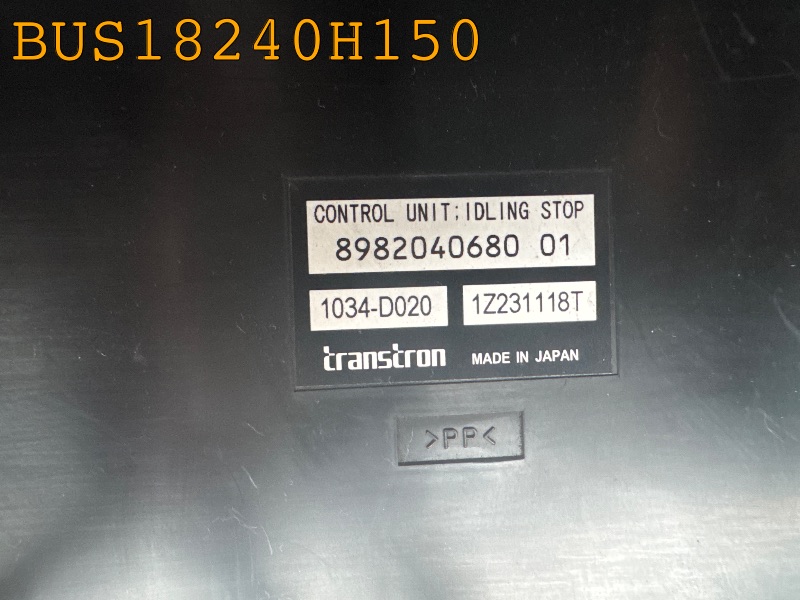 BUS18240H150
CONTROL UNIT;IDLING STOP
8982040680 01
1034-D020 1Z231118T
transtron MADE IN JAPAN
>PP<